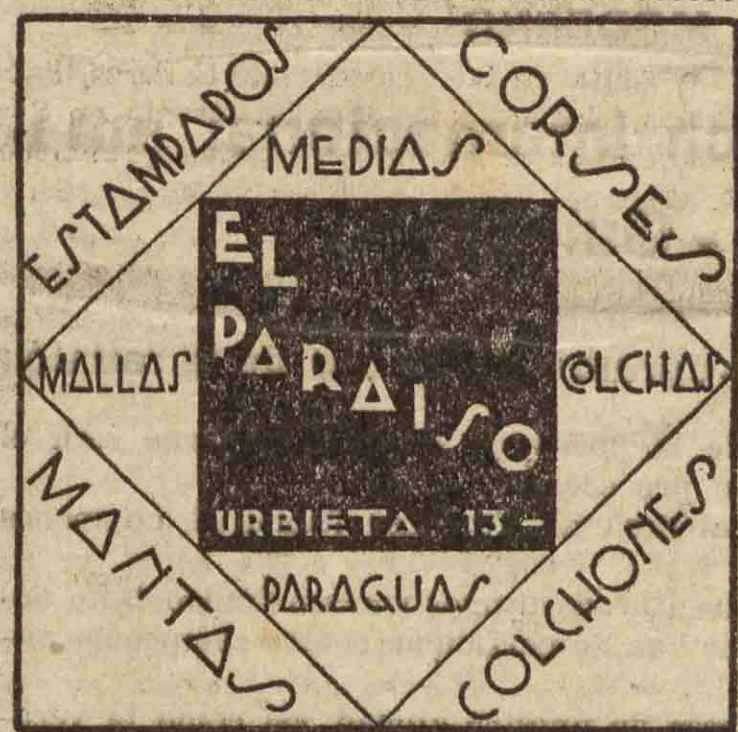 ESTAMPADOS
CORSES
MEDIAS
EL
PARAISO
MALLAS
COLCHAS
URBIETA 13 -
PARAGUAS
MANTAS
COLCHONES